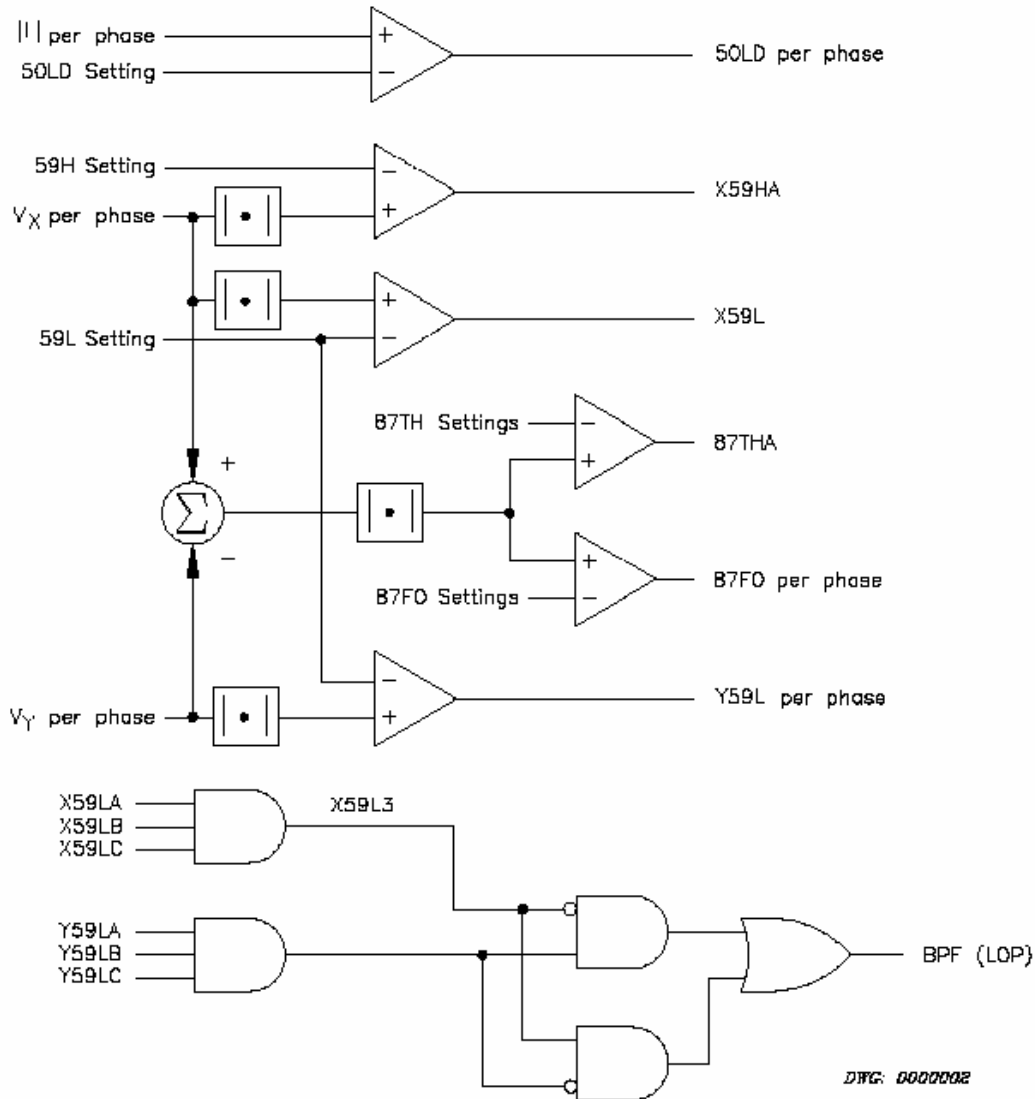 |I| per phase
+
50LD Setting
−
50LD per phase
59H Setting
−
X59HA
VX per phase
| • |
+
| • |
+
X59L
59L Setting
−
87TH Settings
−
87THA
+
+
Σ
| • |
−
+
87FO per phase
87FO Settings
−
−
Y59L per phase
VY per phase
| • |
+
X59LA
X59L3
X59LB
X59LC
Y59LA
Y59LB
Y59LC
BPF (LOP)
DWG: 0000002